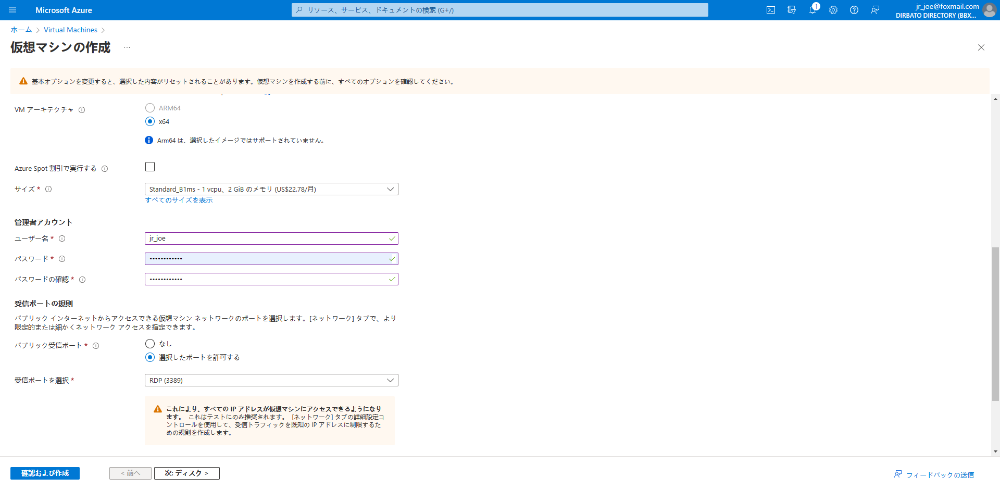 Microsoft Azure
リソース、サービス、ドキュメントの検索 (G+/)
1
jr_joe@foxmail.com
DIRBATO DIRECTORY (BBX...
ホーム > Virtual Machines >
仮想マシンの作成 ...
基本オプションを変更すると、選択した内容がリセットされることがあります。仮想マシンを作成する前に、すべてのオプションを確認してください。
VM アーキテクチャ
ARM64
x64
Arm64 は、選択したイメージではサポートされていません。
Azure Spot 割引で実行する
サイズ *
Standard_B1ms - 1 vcpu、2 GiB のメモリ (US$22.78/月)
すべてのサイズを表示
管理者アカウント
ユーザー名 *
jr_joe
パスワード *
••••••••••••
パスワードの確認 *
••••••••••••
受信ポートの規則
パブリック インターネットからアクセスできる仮想マシン ネットワークのポートを選択します。[ネットワーク] タブで、より
限定的または細かくネットワーク アクセスを指定できます。
パブリック受信ポート *
なし
選択したポートを許可する
受信ポートを選択 *
RDP (3389)
これにより、すべての IP アドレスが仮想マシンにアクセスできるようになり
ます。 これはテストにのみ推奨されます。 [ネットワーク] タブの詳細設定コ
ントロールを使用して、受信トラフィックを既知の IP アドレスに制限するた
めの規則を作成します。
確認および作成
< 前へ
次: ディスク >
フィードバックの送信